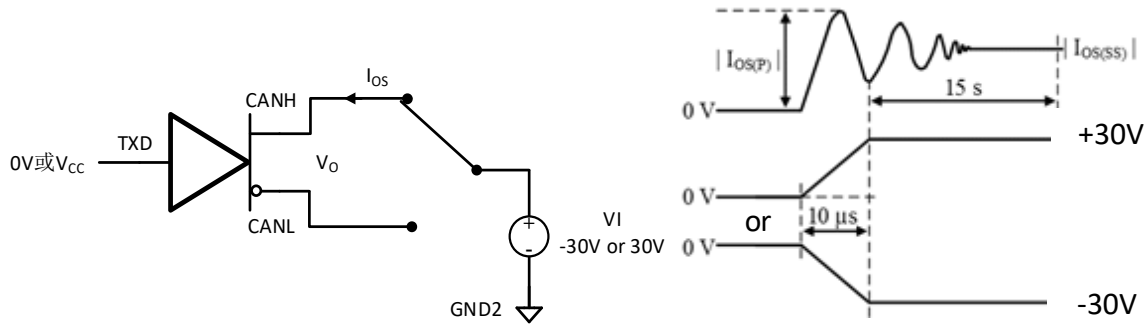 I_OS
CANH
TXD
0V或V_CC
V_O
CANL
+
-
VI
-30V or 30V
GND2
| I_OS(P) |
| I_OS(SS) |
15 s
0 V
+30V
0 V
or
10 µs
0 V
-30V